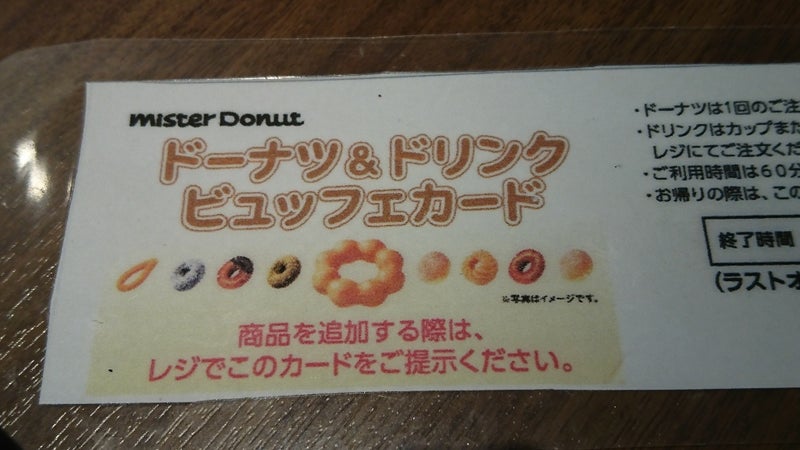 mister Donut
ドーナツ&ドリンク
ビュッフェカード
※写真はイメージです。
商品を追加する際は、
レジでこのカードをご提示ください。
・ドーナツは1回のご注
・ドリンクはカップまた
レジにてご注文くだ
・ご利用時間は60分
・お帰りの際は、この
終了時間
(ラストオ